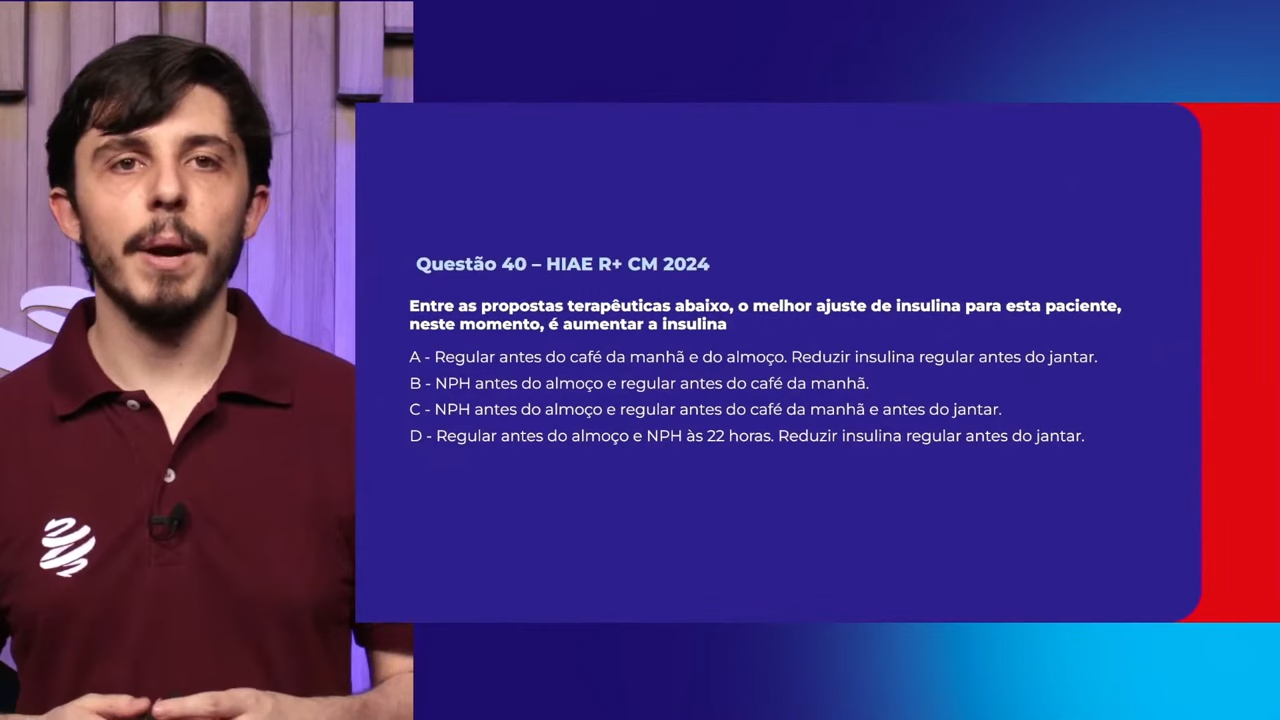 Questão 40 – HIAE R+ CM 2024
Entre as propostas terapêuticas abaixo, o melhor ajuste de insulina para esta paciente,
neste momento, é aumentar a insulina
A - Regular antes do café da manhã e do almoço. Reduzir insulina regular antes do jantar.
B - NPH antes do almoço e regular antes do café da manhã.
C - NPH antes do almoço e regular antes do café da manhã e antes do jantar.
D - Regular antes do almoço e NPH às 22 horas. Reduzir insulina regular antes do jantar.